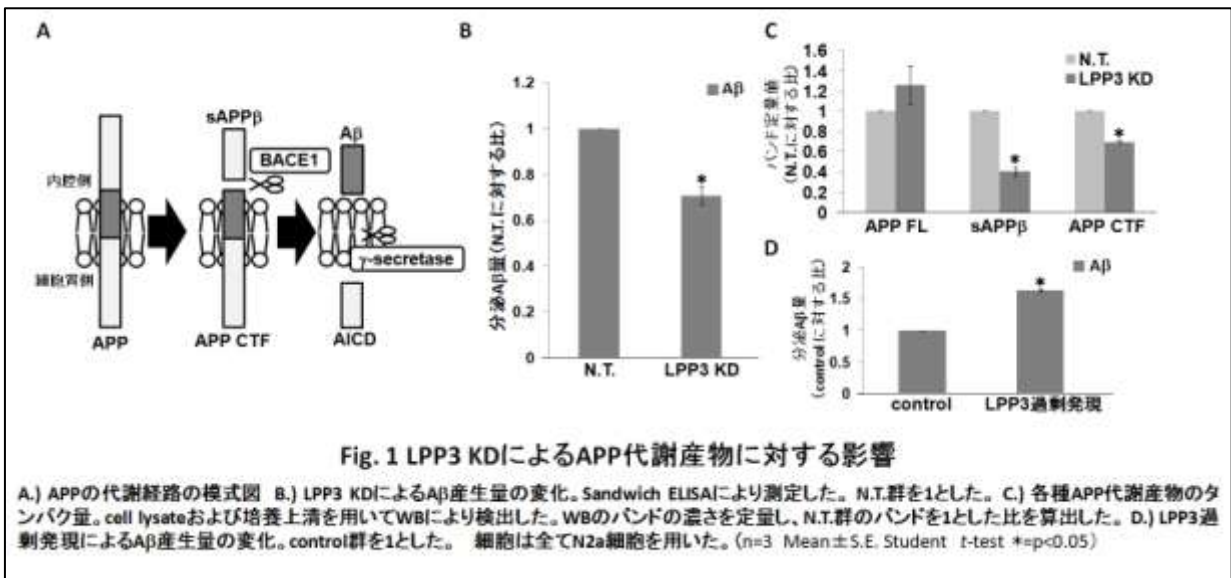 A
内腔側
細胞質側
APP
sAPPβ
BACE1
APP CTF
Aβ
γ-secretase
AICD
B
分泌Aβ量(N.T.に対する比)
1.2
1
0.8
0.6
0.4
0.2
0
Aβ
*
N.T.
LPP3 KD
C
バンド定量値
(N.T.に対する比)
1.6
1.4
1.2
1
0.8
0.6
0.4
0.2
0
N.T.
LPP3 KD
*
*
APP FL
sAPPβ
APP CTF
D
分泌Aβ量
(controlに対する比)
2
1.5
1
0.5
0
Aβ
*
control
LPP3過剰発現
Fig. 1 LPP3 KDによるAPP代謝産物に対する影響
A.) APPの代謝経路の模式図 B.) LPP3 KDによるAβ産生量の変化。Sandwich ELISAにより測定した。 N.T.群を1とした。 C.) 各種APP代謝産物のタ
ンパク量。cell lysateおよび培養上清を用いてWBにより検出した。WBのバンドの濃さを定量し、N.T.群のバンドを1とした比を算出した。 D.) LPP3過
剰発現によるAβ産生量の変化。control群を1とした。 細胞は全てN2a細胞を用いた。(n=3 Mean±S.E. Student t-test *=p<0.05)